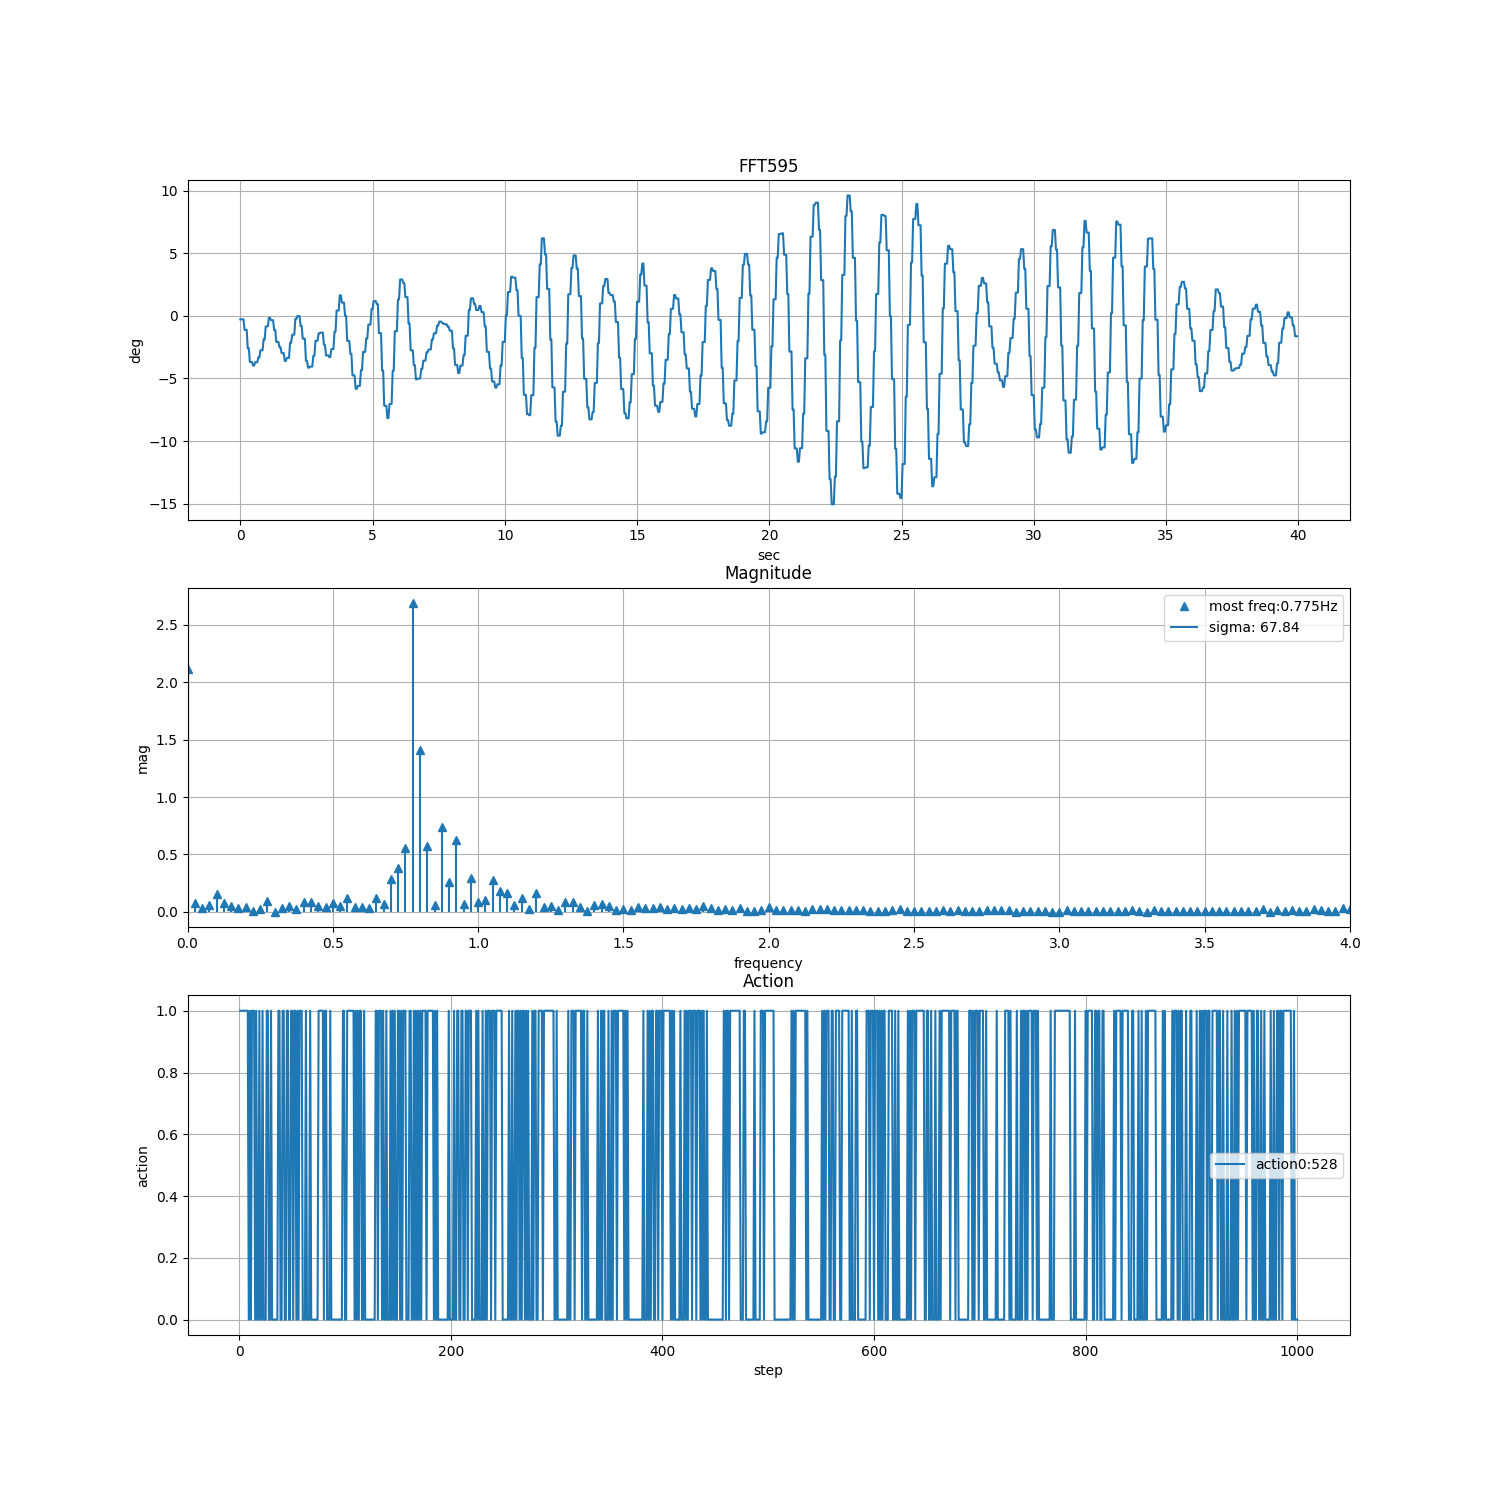 FFT595
10
5
0
−5
−10
−15
deg
0 5 10 15 20 25 30 35 40
sec
Magnitude
most freq:0.775Hz
sigma: 67.84
2.5
2.0
1.5
1.0
0.5
0.0
mag
0.0 0.5 1.0 1.5 2.0 2.5 3.0 3.5 4.0
frequency
Action
1.0
0.8
0.6
0.4
0.2
0.0
action
action0:528
0 200 400 600 800 1000
step